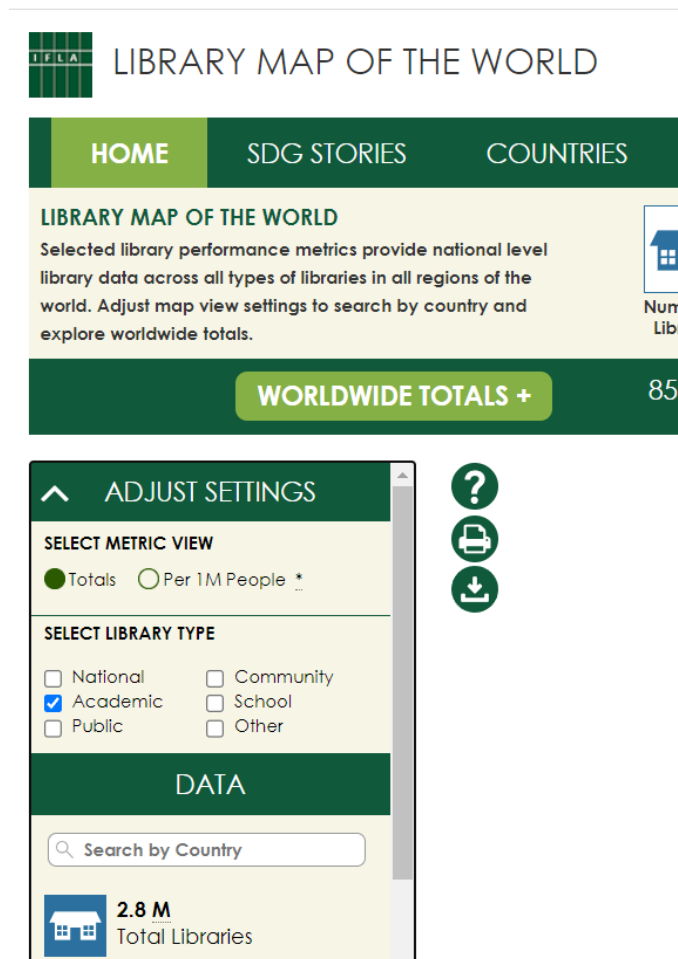 IFLA
LIBRARY MAP OF THE WORLD
HOME
SDG STORIES
COUNTRIES
LIBRARY MAP OF THE WORLD
Selected library performance metrics provide national level
library data across all types of libraries in all regions of the
world. Adjust map view settings to search by country and
explore worldwide totals.
WORLDWIDE TOTALS +
85
ADJUST SETTINGS
?
SELECT METRIC VIEW
Totals
Per 1M People *
SELECT LIBRARY TYPE
National
Community
Academic
School
Public
Other
DATA
Search by Country
2.8 M
Total Libraries